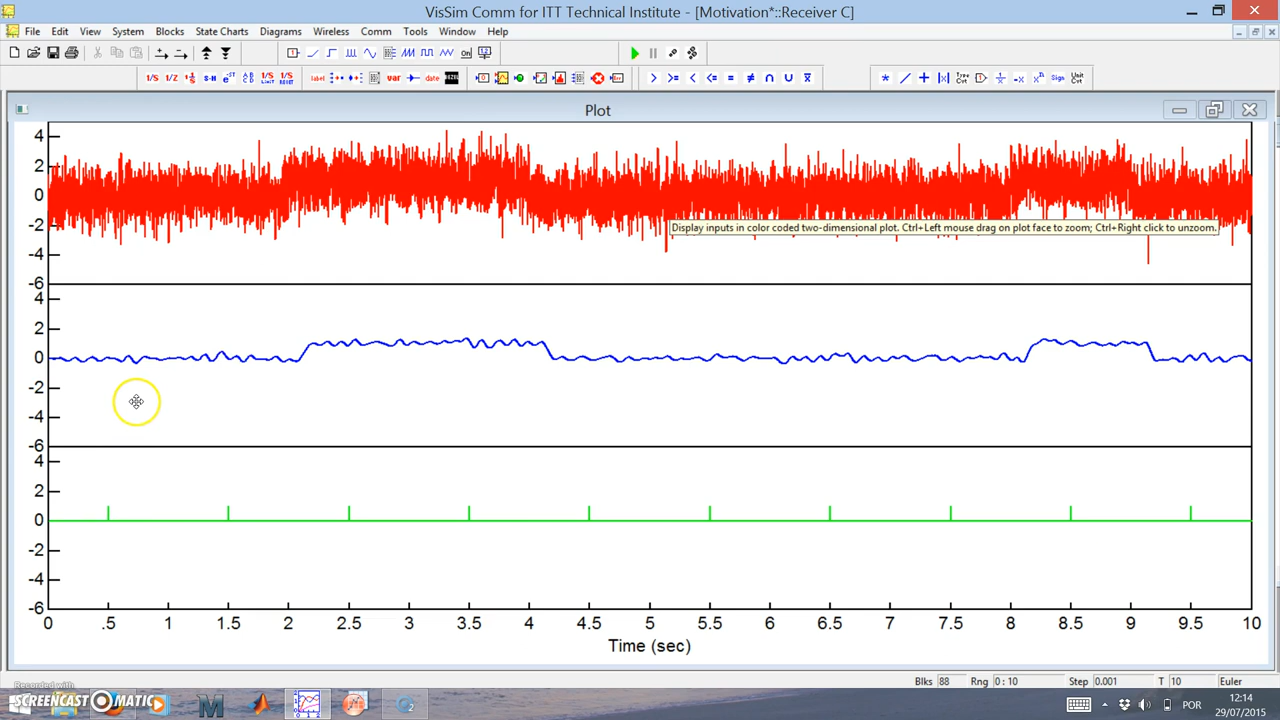 VisSim Comm for ITT Technical Institute - [Motivation*::Receiver C]
File Edit View System Blocks State Charts Diagrams Wireless Comm Tools Window Help
Plot
4
2
0
-2
-4
-6
Display inputs in color coded two-dimensional plot. Ctrl+Left mouse drag on plot face to zoom; Ctrl+Right click to unzoom.
4
2
0
-2
-4
-6
4
2
0
-2
-4
-6
0 .5 1 1.5 2 2.5 3 3.5 4 4.5 5 5.5 6 6.5 7 7.5 8 8.5 9 9.5 10
Time (sec)
Blks 88 Rng 0 : 10 Step 0.001 T 10 Euler
Recorded with
SCREENCAST-O-MATIC
POR
12:14
29/07/2015